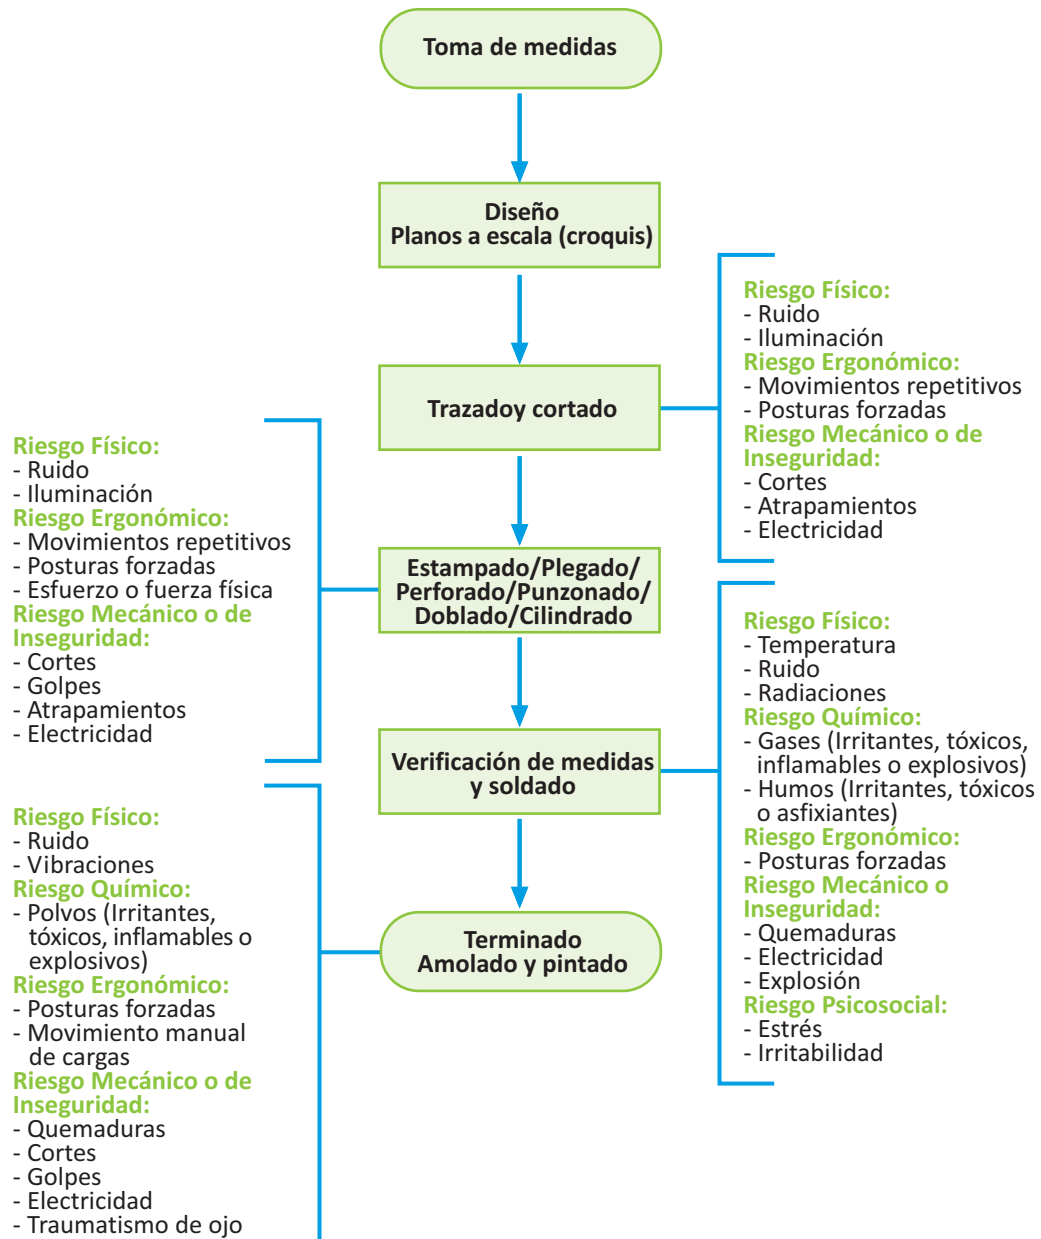 Toma de medidas
Diseño
Planos a escala (croquis)
Trazadoy cortado
Riesgo Físico:
- Ruido
- Iluminación
Riesgo Ergonómico:
- Movimientos repetitivos
- Posturas forzadas
Riesgo Mecánico o de
Inseguridad:
- Cortes
- Atrapamientos
- Electricidad
Estampado/Plegado/
Perforado/Punzonado/
Doblado/Cilindrado
Riesgo Físico:
- Ruido
- Iluminación
Riesgo Ergonómico:
- Movimientos repetitivos
- Posturas forzadas
- Esfuerzo o fuerza física
Riesgo Mecánico o de
Inseguridad:
- Cortes
- Golpes
- Atrapamientos
- Electricidad
Verificación de medidas
y soldado
Riesgo Físico:
- Temperatura
- Ruido
- Radiaciones
Riesgo Químico:
- Gases (Irritantes, tóxicos,
inflamables o explosivos)
- Humos (Irritantes, tóxicos
o asfixiantes)
Riesgo Ergonómico:
- Posturas forzadas
Riesgo Mecánico o
Inseguridad:
- Quemaduras
- Electricidad
- Explosión
Riesgo Psicosocial:
- Estrés
- Irritabilidad
Terminado
Amolado y pintado
Riesgo Físico:
- Ruido
- Vibraciones
Riesgo Químico:
- Polvos (Irritantes,
tóxicos, inflamables o
explosivos)
Riesgo Ergonómico:
- Posturas forzadas
- Movimiento manual
de cargas
Riesgo Mecánico o de
Inseguridad:
- Quemaduras
- Cortes
- Golpes
- Electricidad
- Traumatismo de ojo